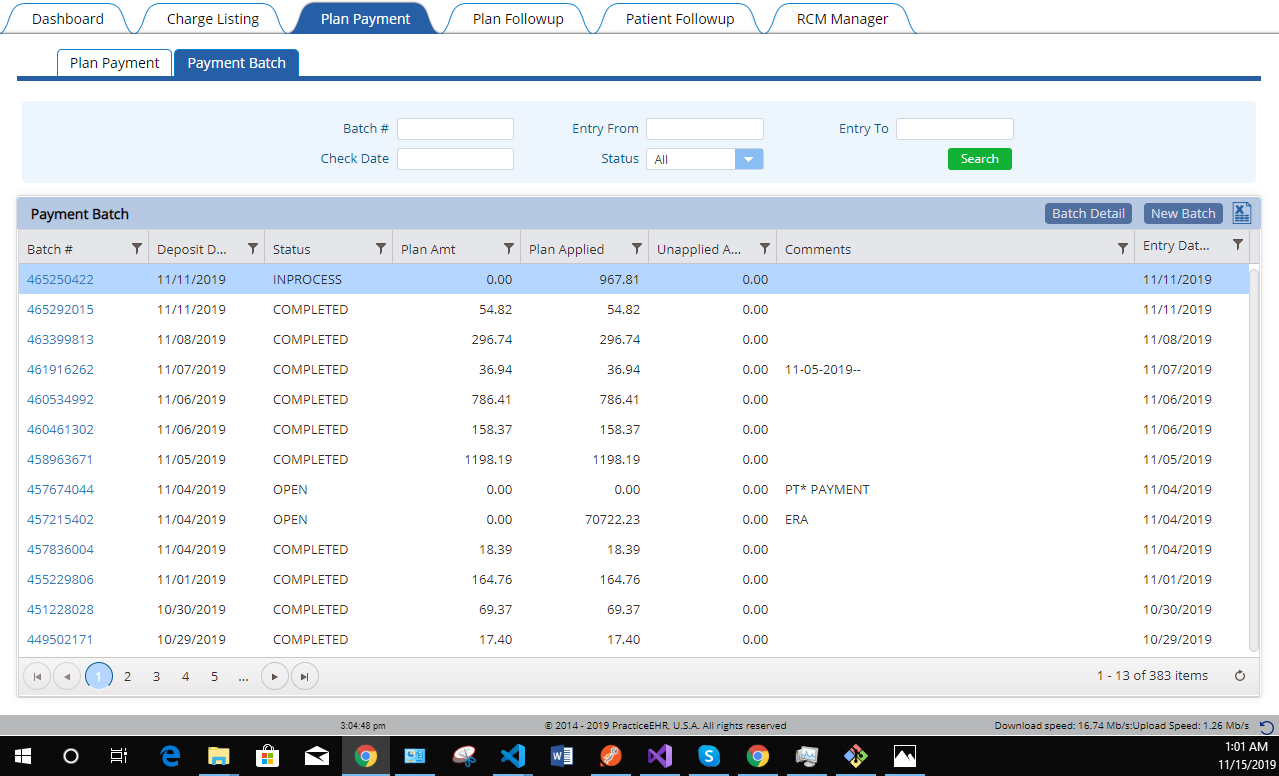 Dashboard Charge Listing Plan Payment Plan Followup Patient Followup RCM Manager
Plan Payment Payment Batch
Batch # Entry From Entry To
Check Date Status All Search
Payment Batch Batch Detail New Batch
Batch # Deposit D... Status Plan Amt Plan Applied Unapplied A... Comments Entry Dat...
465250422 11/11/2019 INPROCESS 0.00 967.81 0.00 11/11/2019
465292015 11/11/2019 COMPLETED 54.82 54.82 0.00 11/11/2019
463399813 11/08/2019 COMPLETED 296.74 296.74 0.00 11/08/2019
461916262 11/07/2019 COMPLETED 36.94 36.94 0.00 11-05-2019-- 11/07/2019
460534992 11/06/2019 COMPLETED 786.41 786.41 0.00 11/06/2019
460461302 11/06/2019 COMPLETED 158.37 158.37 0.00 11/06/2019
458963671 11/05/2019 COMPLETED 1198.19 1198.19 0.00 11/05/2019
457674044 11/04/2019 OPEN 0.00 0.00 0.00 PT* PAYMENT 11/04/2019
457215402 11/04/2019 OPEN 0.00 70722.23 0.00 ERA 11/04/2019
457836004 11/04/2019 COMPLETED 18.39 18.39 0.00 11/04/2019
455229806 11/01/2019 COMPLETED 164.76 164.76 0.00 11/01/2019
451228028 10/30/2019 COMPLETED 69.37 69.37 0.00 10/30/2019
449502171 10/29/2019 COMPLETED 17.40 17.40 0.00 10/29/2019
1 2 3 4 5 ... 1 - 13 of 383 items
3:04:48 pm © 2014 - 2019 PracticeEHR, U.S.A. All rights reserved Download speed: 16.74 Mb/s:Upload Speed: 1.26 Mb/s
1:01 AM
11/15/2019